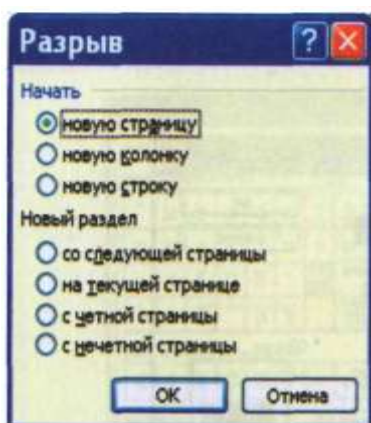 Разрыв
Начать
новую страницу
новую колонку
новую строку
Новый раздел
со следующей страницы
на текущей странице
с четной страницы
с нечетной страницы
ОК
Отмена